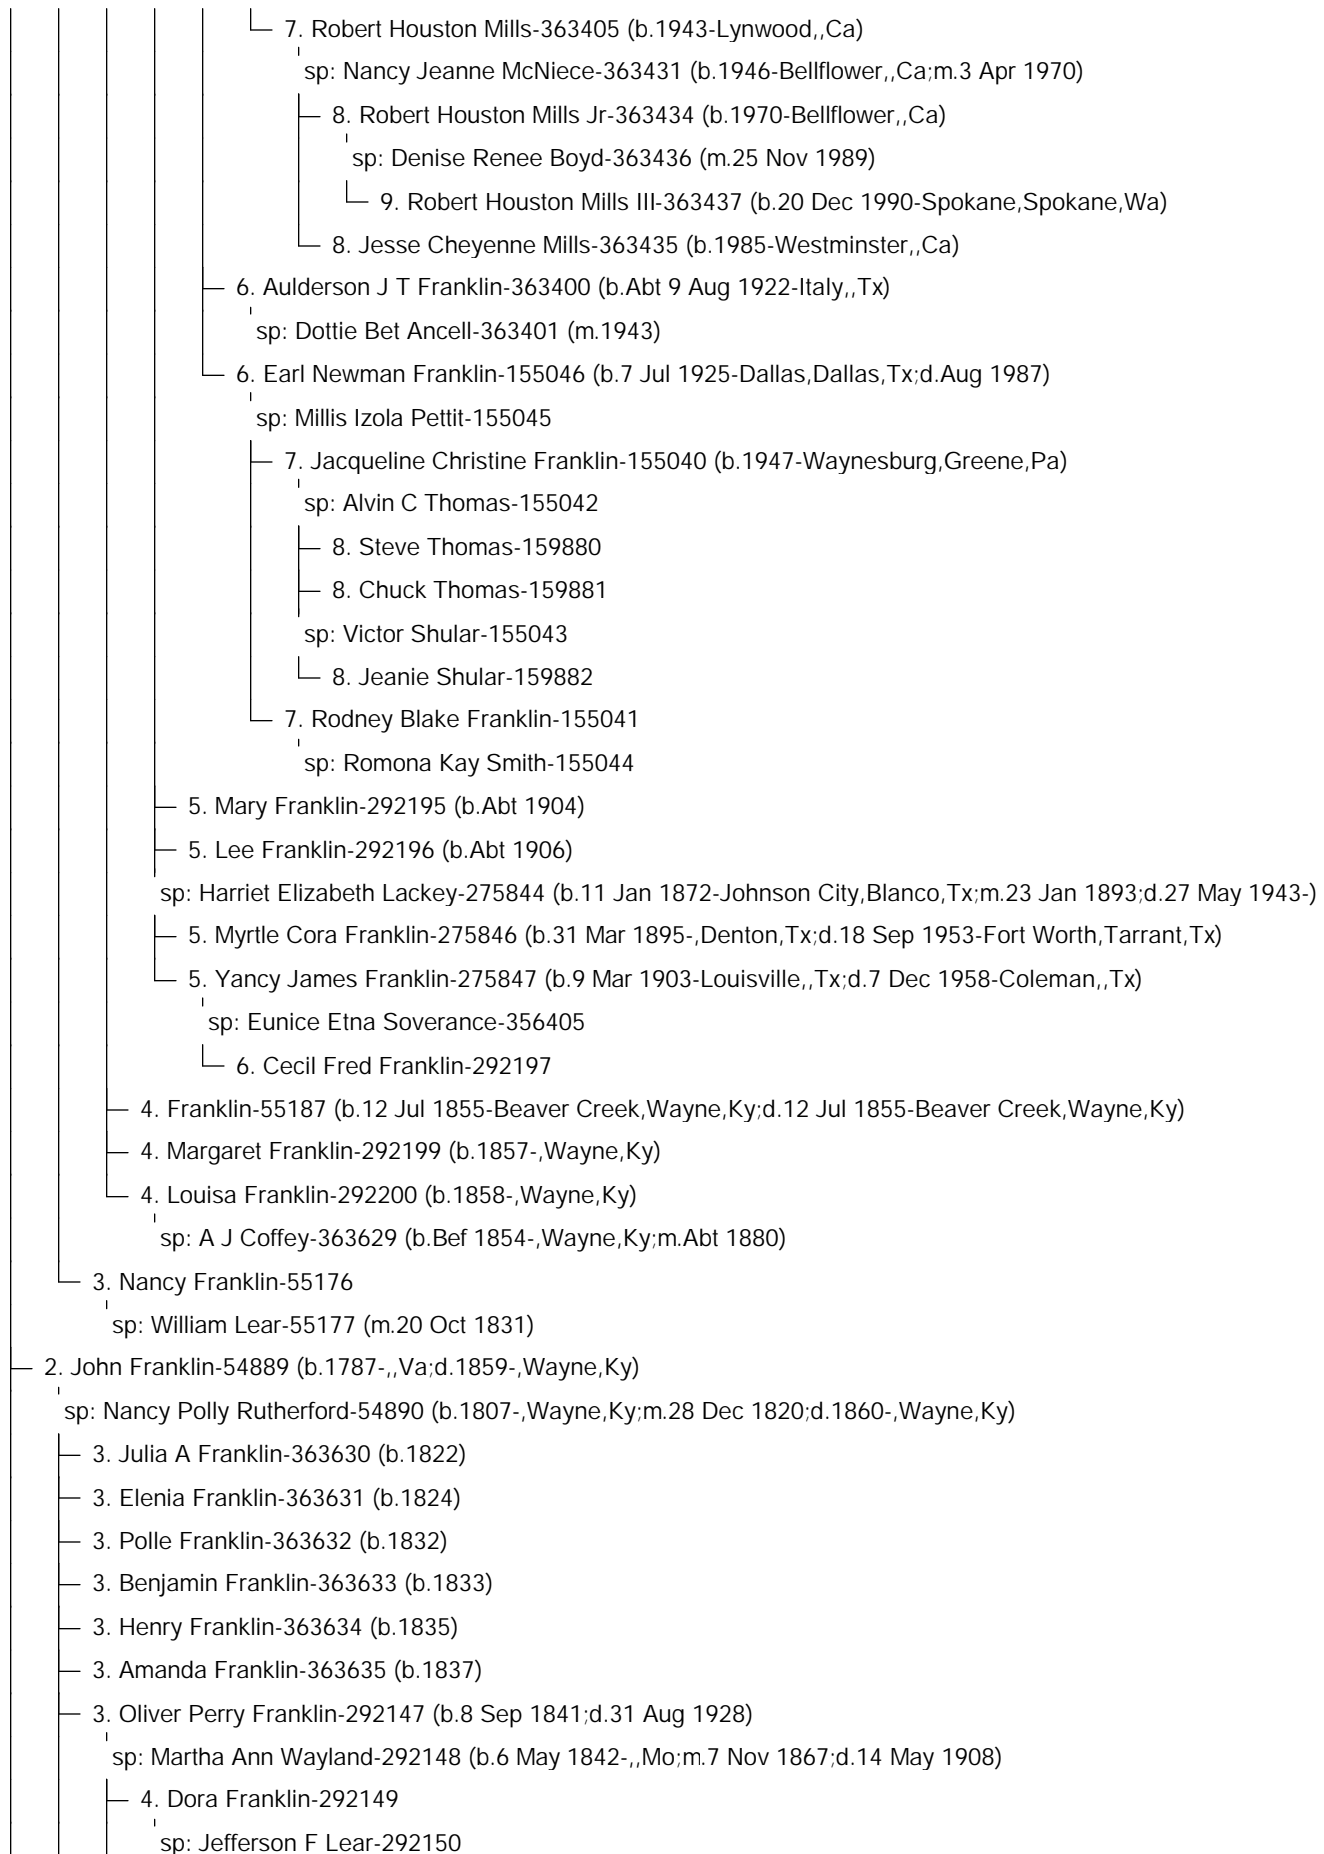 7. Robert Houston Mills-363405 (b.1943-Lynwood,,Ca)
sp: Nancy Jeanne McNiece-363431 (b.1946-Bellflower,,Ca;m.3 Apr 1970)
8. Robert Houston Mills Jr-363434 (b.1970-Bellflower,,Ca)
sp: Denise Renee Boyd-363436 (m.25 Nov 1989)
9. Robert Houston Mills III-363437 (b.20 Dec 1990-Spokane,Spokane,Wa)
8. Jesse Cheyenne Mills-363435 (b.1985-Westminster,,Ca)
6. Aulderson J T Franklin-363400 (b.Abt 9 Aug 1922-Italy,,Tx)
sp: Dottie Bet Ancell-363401 (m.1943)
6. Earl Newman Franklin-155046 (b.7 Jul 1925-Dallas,Dallas,Tx;d.Aug 1987)
sp: Millis Izola Pettit-155045
7. Jacqueline Christine Franklin-155040 (b.1947-Waynesburg,Greene,Pa)
sp: Alvin C Thomas-155042
8. Steve Thomas-159880
8. Chuck Thomas-159881
sp: Victor Shular-155043
8. Jeanie Shular-159882
7. Rodney Blake Franklin-155041
sp: Romona Kay Smith-155044
5. Mary Franklin-292195 (b.Abt 1904)
5. Lee Franklin-292196 (b.Abt 1906)
sp: Harriet Elizabeth Lackey-275844 (b.11 Jan 1872-Johnson City,Blanco,Tx;m.23 Jan 1893;d.27 May 1943-)
5. Myrtle Cora Franklin-275846 (b.31 Mar 1895-,Denton,Tx;d.18 Sep 1953-Fort Worth,Tarrant,Tx)
5. Yancy James Franklin-275847 (b.9 Mar 1903-Louisville,,Tx;d.7 Dec 1958-Coleman,,Tx)
sp: Eunice Etna Soverance-356405
6. Cecil Fred Franklin-292197
4. Franklin-55187 (b.12 Jul 1855-Beaver Creek,Wayne,Ky;d.12 Jul 1855-Beaver Creek,Wayne,Ky)
4. Margaret Franklin-292199 (b.1857-,Wayne,Ky)
4. Louisa Franklin-292200 (b.1858-,Wayne,Ky)
sp: A J Coffey-363629 (b.Bef 1854-,Wayne,Ky;m.Abt 1880)
3. Nancy Franklin-55176
sp: William Lear-55177 (m.20 Oct 1831)
2. John Franklin-54889 (b.1787-,,Va;d.1859-,Wayne,Ky)
sp: Nancy Polly Rutherford-54890 (b.1807-,Wayne,Ky;m.28 Dec 1820;d.1860-,Wayne,Ky)
3. Julia A Franklin-363630 (b.1822)
3. Elenia Franklin-363631 (b.1824)
3. Polle Franklin-363632 (b.1832)
3. Benjamin Franklin-363633 (b.1833)
3. Henry Franklin-363634 (b.1835)
3. Amanda Franklin-363635 (b.1837)
3. Oliver Perry Franklin-292147 (b.8 Sep 1841;d.31 Aug 1928)
sp: Martha Ann Wayland-292148 (b.6 May 1842-,,Mo;m.7 Nov 1867;d.14 May 1908)
4. Dora Franklin-292149
sp: Jefferson F Lear-292150